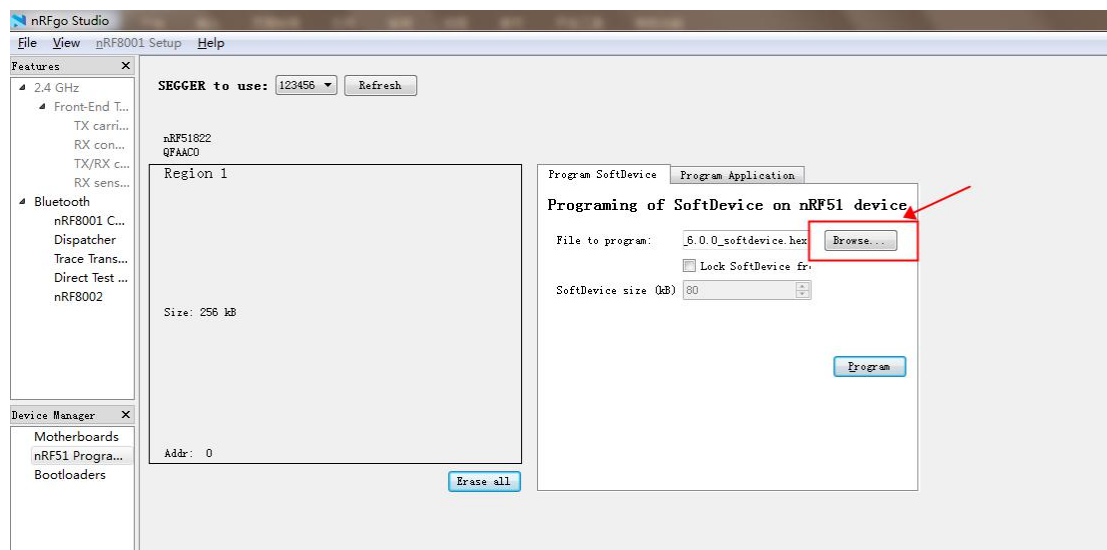 nRFgo Studio
File View nRF8001 Setup Help
Features X
2.4 GHz
Front-End T...
TX carri...
RX con...
TX/RX c...
RX sens...
Bluetooth
nRF8001 C...
Dispatcher
Trace Trans...
Direct Test ...
nRF8002
Device Manager X
Motherboards
nRF51 Progra...
Bootloaders
SEGGER to use: 123456 Refresh
nRF51822
QFAAC0
Region 1
Size: 256 kB
Addr: 0
Erase all
Program SoftDevice Program Application
Programing of SoftDevice on nRF51 device
File to program: _6.0.0_softdevice.hex Browse...
Lock SoftDevice fr
SoftDevice size (kB) 80
Program